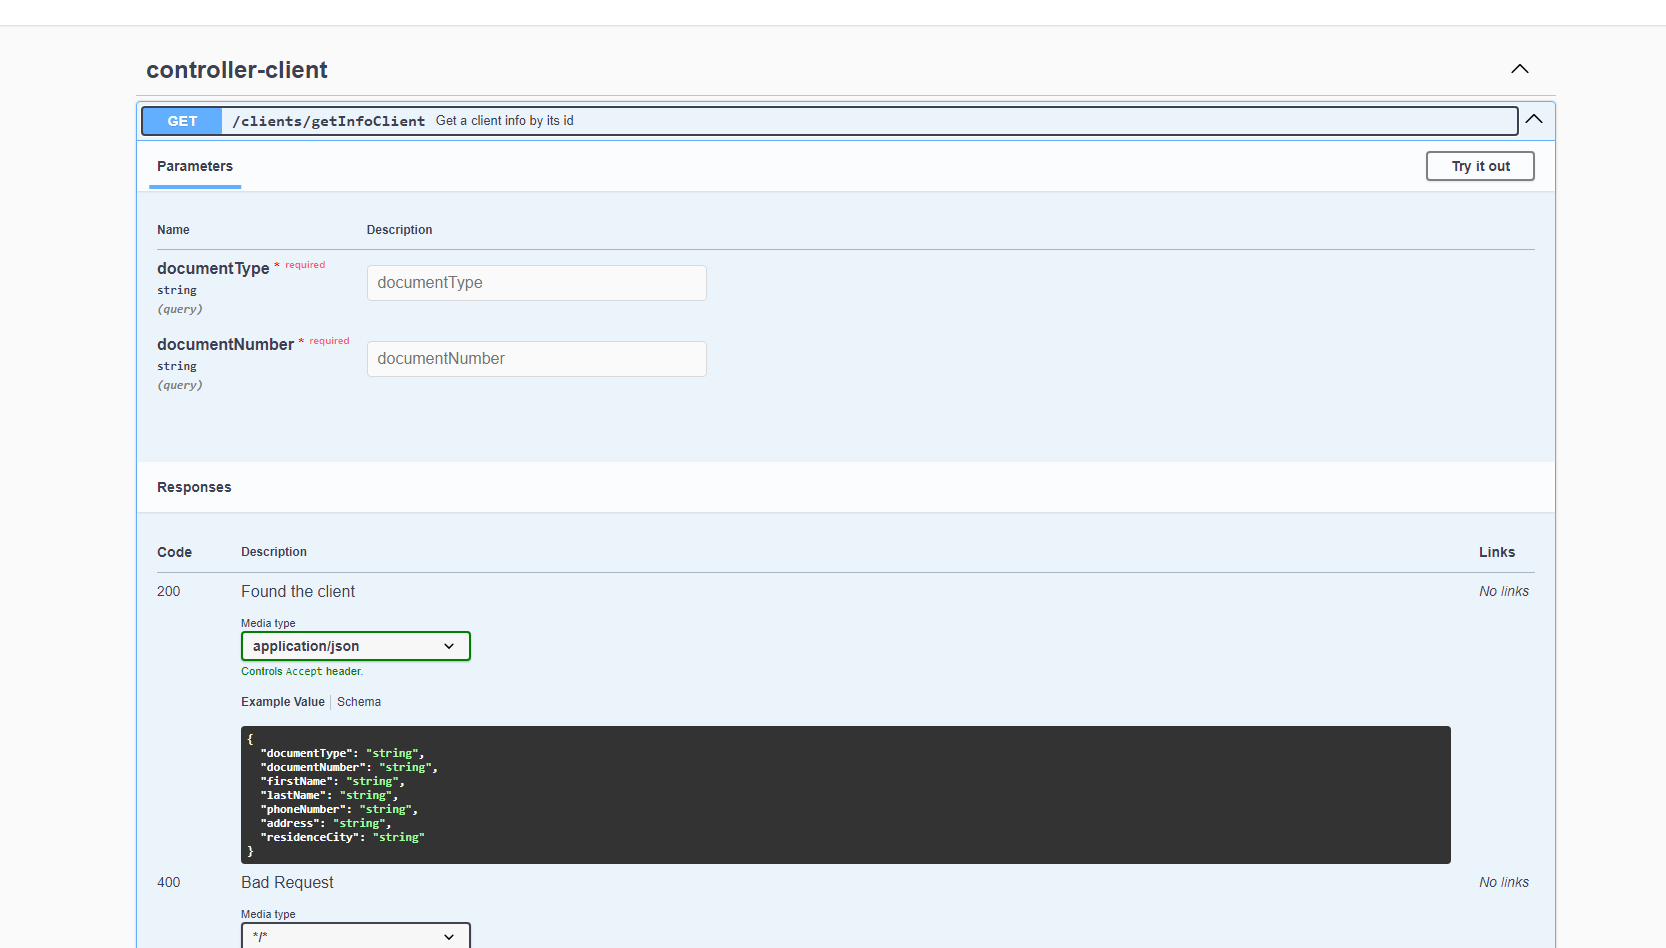 controller-client
GET /clients/getInfoClient Get a client info by its id
Parameters
Try it out
Name Description
documentType * required
string
(query)
documentType
documentNumber * required
string
(query)
documentNumber
Responses
Code Description Links
200 Found the client No links
Media type
application/json
Controls Accept header.
Example Value Schema
{
"documentType": "string",
"documentNumber": "string",
"firstName": "string",
"lastName": "string",
"phoneNumber": "string",
"address": "string",
"residenceCity": "string"
}
400 Bad Request No links
Media type
*/*